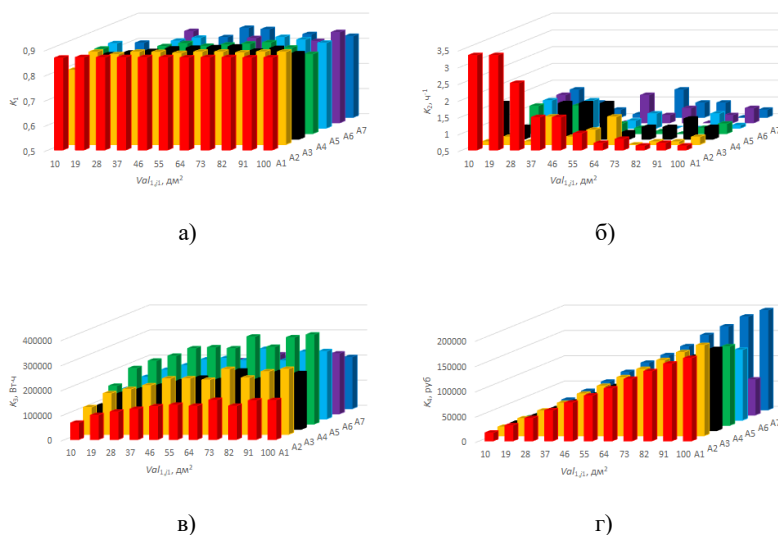 0,9
0,8
0,7
0,6
0,5
K₁
10 19 28 37 46 55 64 73 82 91 100 A1 A2 A3 A4 A5 A6 A7
Val₁,ⱼ₁, дм²
а)
3,5
3
2,5
2
1,5
1
0,5
K₂, ч⁻¹
10 19 28 37 46 55 64 73 82 91 100 A1 A2 A3 A4 A5 A6 A7
Val₁,ⱼ₁, дм²
б)
400000
300000
200000
100000
0
K₃, Вт·ч
10 19 28 37 46 55 64 73 82 91 100 A1 A2 A3 A4 A5 A6 A7
Val₁,ⱼ₁, дм²
в)
200000
150000
100000
50000
0
K₄, руб
10 19 28 37 46 55 64 73 82 91 100 A1 A2 A3 A4 A5 A6 A7
Val₁,ⱼ₁, дм²
г)